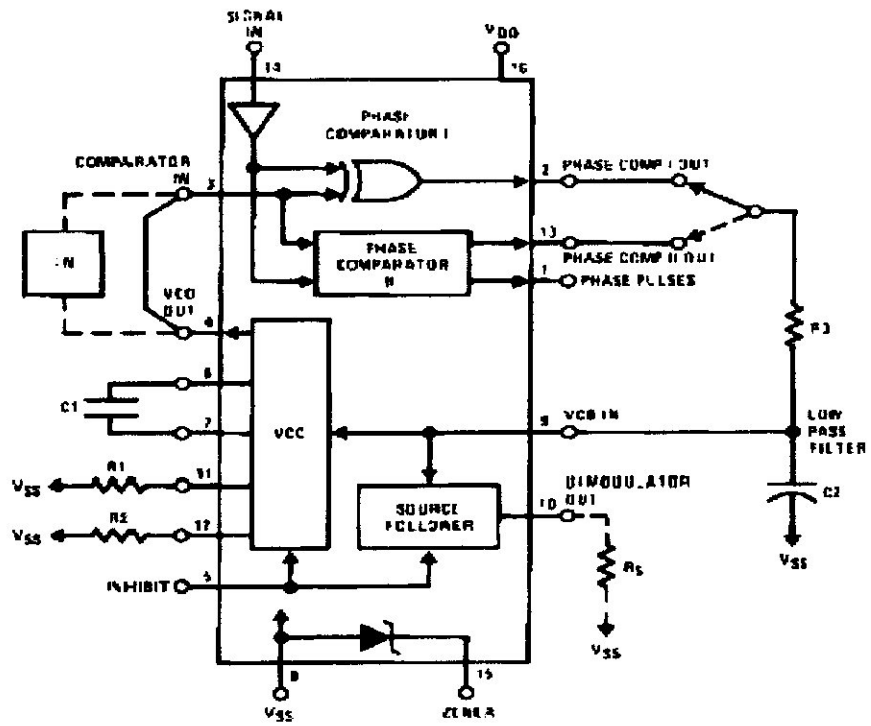 SIGNAL
IN
VDD
14
16
PHASE
COMPARATOR I
COMPARATOR
IN
3
2
PHASE COMP I OUT
13
PHASE COMP II OUT
PHASE
COMPARATOR
II
1
PHASE PULSES
÷N
VCO
OUT
4
R3
6
C1
7
VCO
9
VCO IN
LOW
PASS
FILTER
VSS
R1
11
SOURCE
FOLLOWER
10
DEMODULATOR
OUT
C2
VSS
R2
12
VSS
INHIBIT
5
RS
VSS
8
15
VSS
ZENER